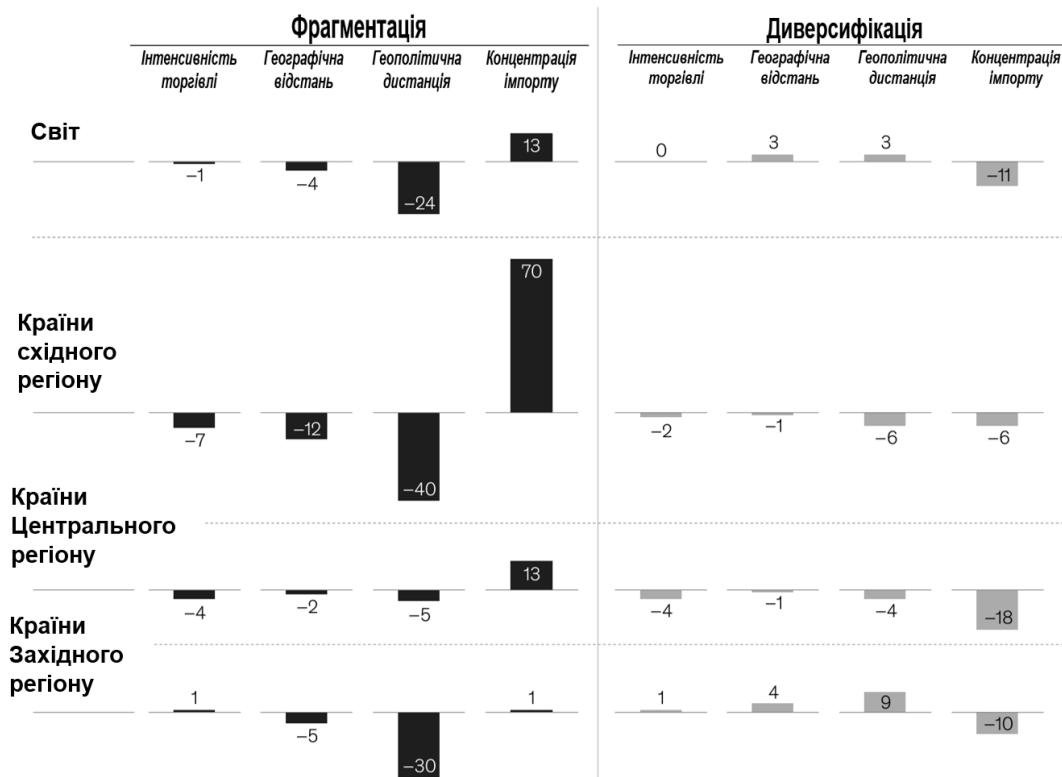 Фрагментація
Диверсифікація
Інтенсивність
торгівлі
Географічна
відстань
Геополітична
дистанція
Концентрація
імпорту
Інтенсивність
торгівлі
Географічна
відстань
Геополітична
дистанція
Концентрація
імпорту
Світ
–1
–4
–24
13
0
3
3
–11
Країни
східного
регіону
–7
–12
–40
70
–2
–1
–6
–6
Країни
Центрального
регіону
–4
–2
–5
13
–4
–1
–4
–18
Країни
Західного
регіону
1
–5
–30
1
1
4
9
–10